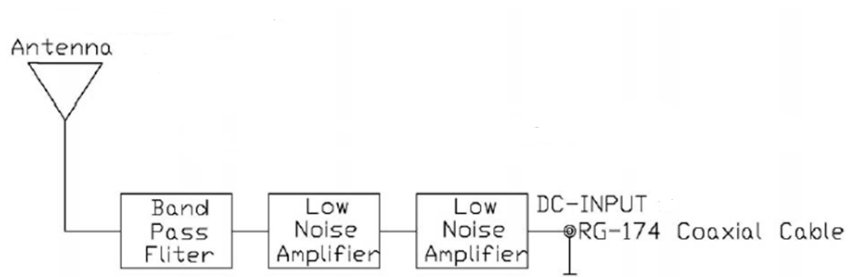 Antenna
Band
Pass
Fliter
Low
Noise
Amplifier
Low
Noise
Amplifier
DC-INPUT
RG-174 Coaxial Cable